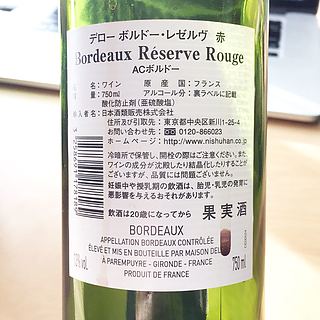 デロー ボルドー・レゼルヴ 赤
Bordeaux Réserve Rouge
ACボルドー
名：ワイン 原産国：フランス
量：750ml アルコール分：裏ラベルに記載
酸化防止剤（亜硫酸塩）
入者名：日本酒類販売株式会社
住所及び引取先：東京都中央区新川1-25-4
お問い合わせ先： 0120-866023
ホームページ：http://www.nishuhan.co.jp
冷暗所で保管し、開栓の際はご注意ください。また、
ワインの成分が沈殿したり結晶化したりすることが
ございますが、品質には問題はございません。
妊娠中や授乳期の飲酒は、胎児・乳児の発育に
悪影響を与えるおそれがあります。
飲酒は20歳になってから 果実酒
BORDEAUX
APPELLATION BORDEAUX CONTRÔLÉE
ÉLEVÉ ET MIS EN BOUTEILLE PAR MAISON DEL
À PAREMPUYRE - GIRONDE - FRANCE
PRODUIT DE FRANCE
vol. 750 ml